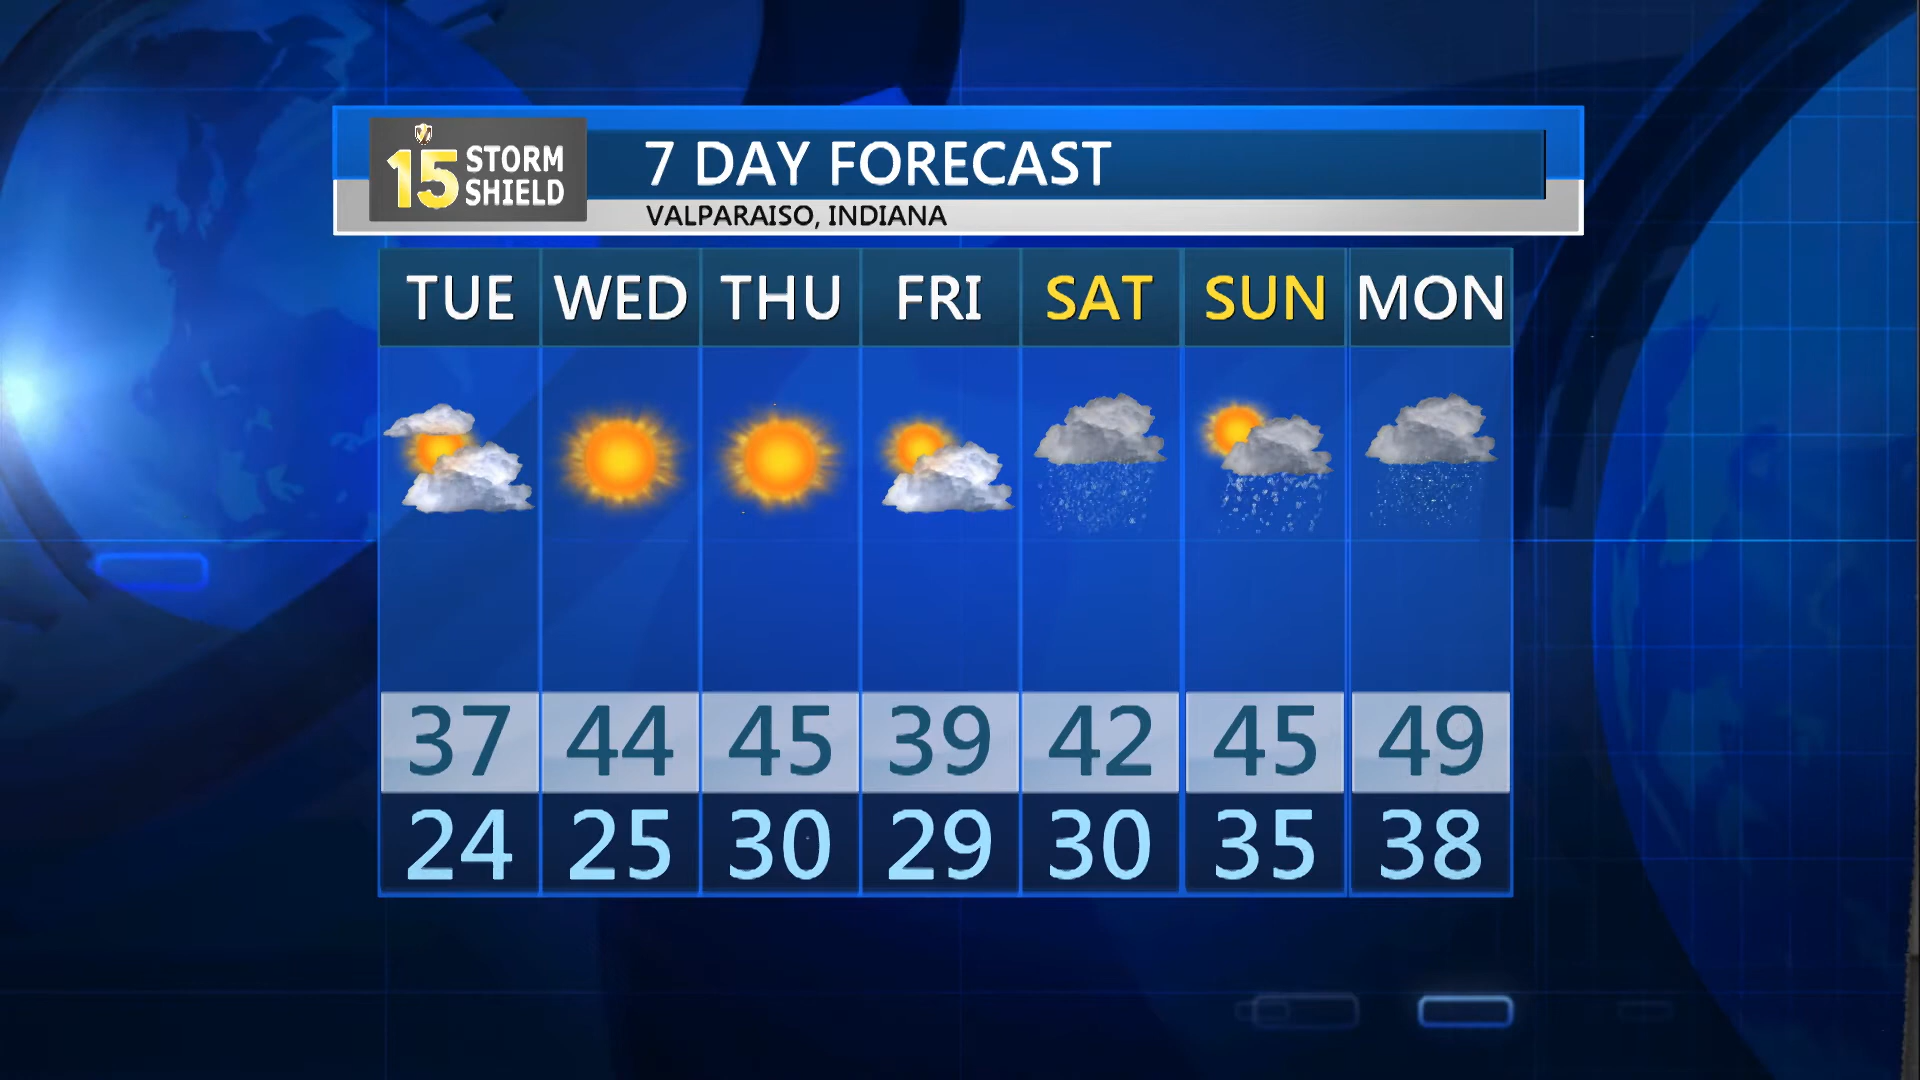 15 STORM SHIELD
7 DAY FORECAST
VALPARAISO, INDIANA
TUE WED THU FRI SAT SUN MON
37 44 45 39 42 45 49
24 25 30 29 30 35 38